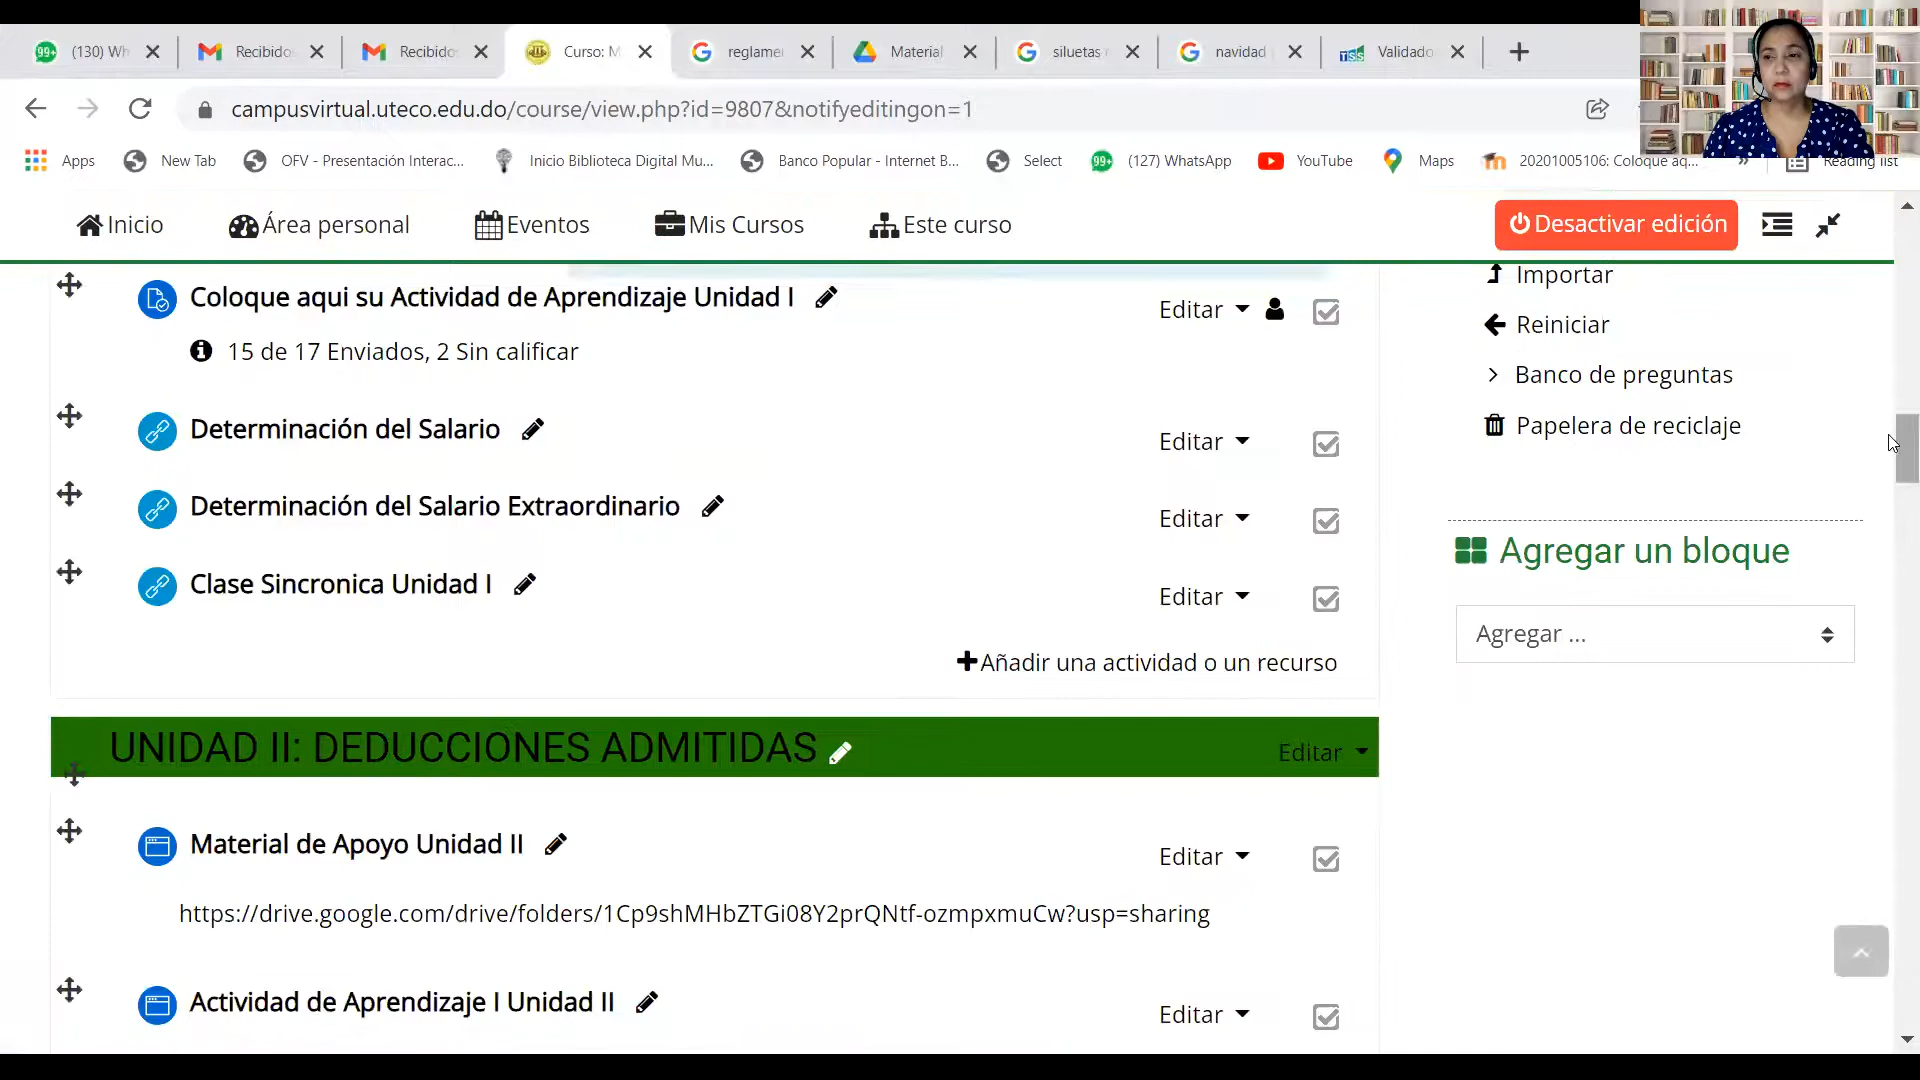 99+ (130) Wh
Recibido
Recibido
Curso: M
reglame
Material
siluetas
navidad
Validado
campusvirtual.uteco.edu.do/course/view.php?id=9807&notifyeditingon=1
Apps
New Tab
OFV - Presentación Interac...
Inicio Biblioteca Digital Mu...
Banco Popular - Internet B...
Select
99+ (127) WhatsApp
YouTube
Maps
20201005106: Coloque aq...
»
Reading list
Inicio
Área personal
Eventos
Mis Cursos
Este curso
Desactivar edición
Coloque aqui su Actividad de Aprendizaje Unidad I
Editar
15 de 17 Enviados, 2 Sin calificar
Determinación del Salario
Editar
Determinación del Salario Extraordinario
Editar
Clase Sincronica Unidad I
Editar
+Añadir una actividad o un recurso
UNIDAD II: DEDUCCIONES ADMITIDAS
Editar
Material de Apoyo Unidad II
Editar
https://drive.google.com/drive/folders/1Cp9shMHbZTGi08Y2prQNtf-ozmpxmuCw?usp=sharing
Actividad de Aprendizaje I Unidad II
Editar
Importar
Reiniciar
Banco de preguntas
Papelera de reciclaje
Agregar un bloque
Agregar ...